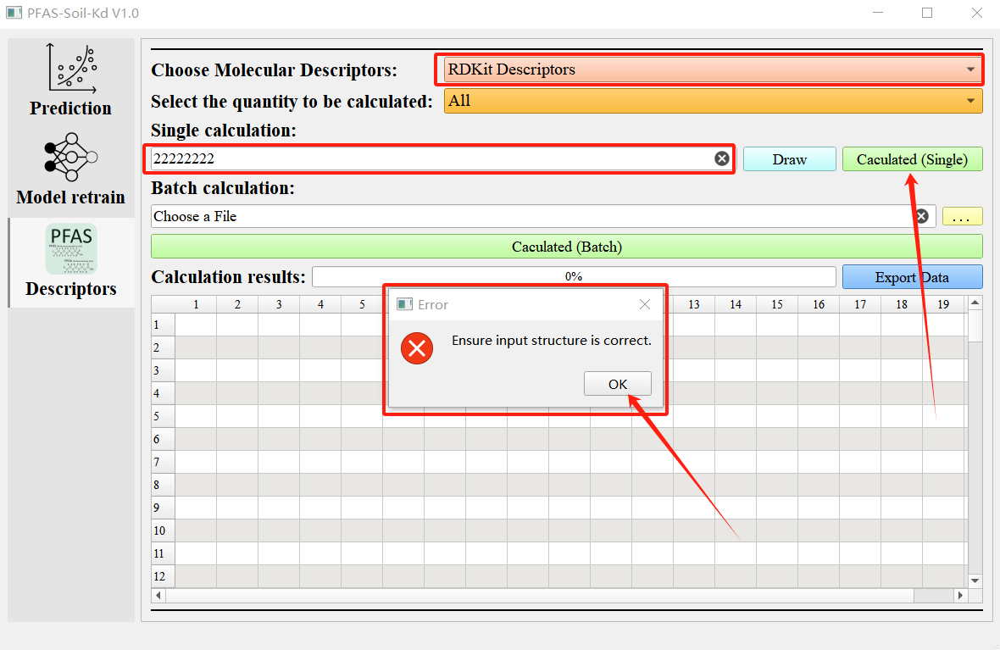 PFAS-Soil-Kd V1.0
Prediction
Model retrain
PFAS
Descriptors
Choose Molecular Descriptors:
RDKit Descriptors
Select the quantity to be calculated:
All
Single calculation:
22222222
Draw
Caculated (Single)
Batch calculation:
Choose a File
...
Caculated (Batch)
Calculation results:
0%
Export Data
1 2 3 4 5 13 14 15 16 17 18 19
1
2
3
4
5
6
7
8
9
10
11
12
Error
Ensure input structure is correct.
OK